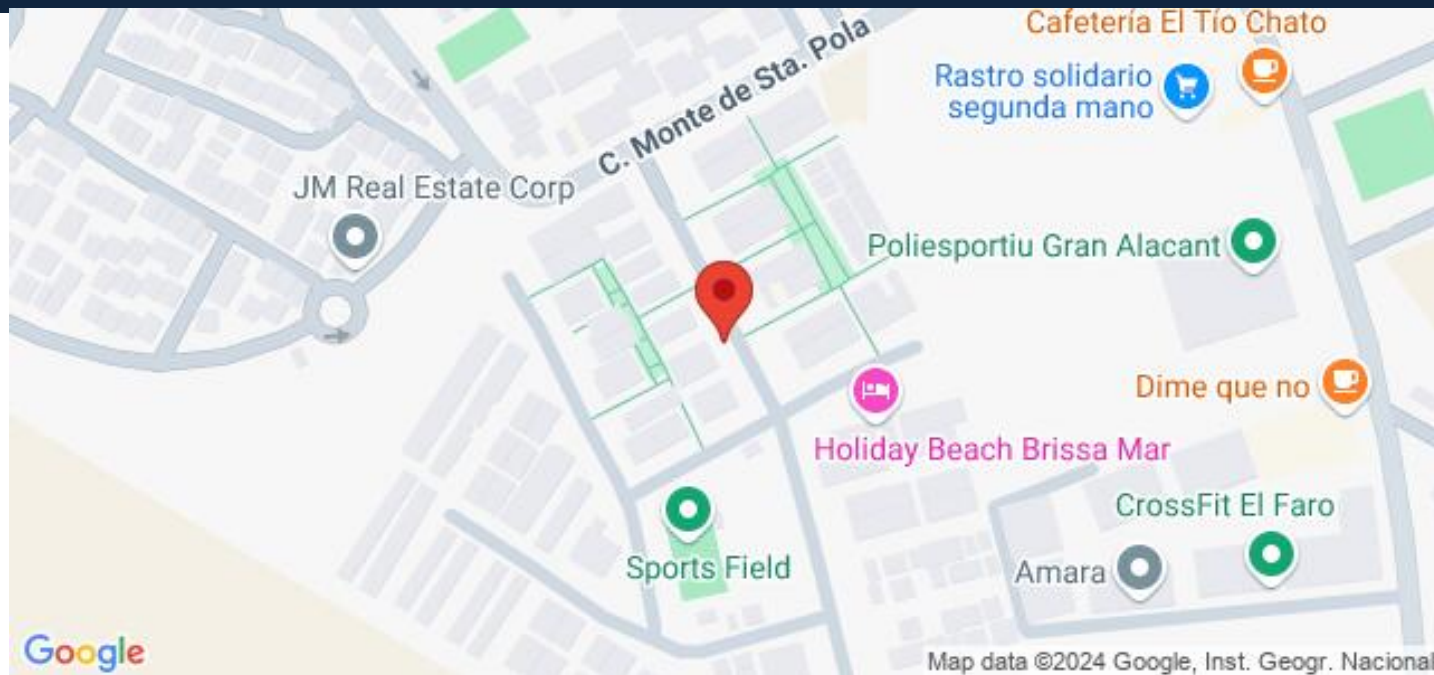 Cafetería El Tío Chato
C. Monte de Sta. Pola
Rastro solidario
segunda mano
JM Real Estate Corp
Poliesportiu Gran Alacant
Dime que no
Holiday Beach Brissa Mar
CrossFit El Faro
Sports Field
Amara
Google
Map data ©2024 Google, Inst. Geogr. Nacional